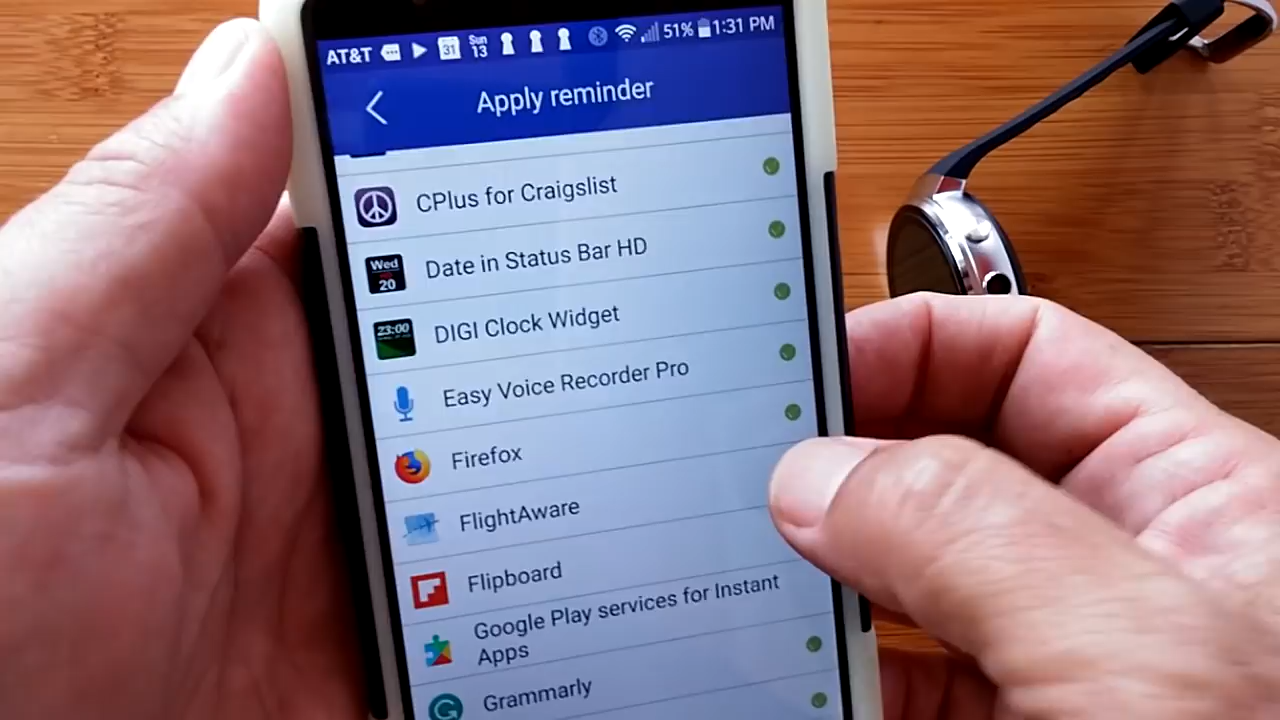 AT&T 31 Sun 13 51% 1:31 PM
Apply reminder
CPlus for Craigslist
Wed 20 Date in Status Bar HD
23:00 DIGI Clock Widget
Easy Voice Recorder Pro
Firefox
FlightAware
Flipboard
Google Play services for Instant
Apps
Grammarly